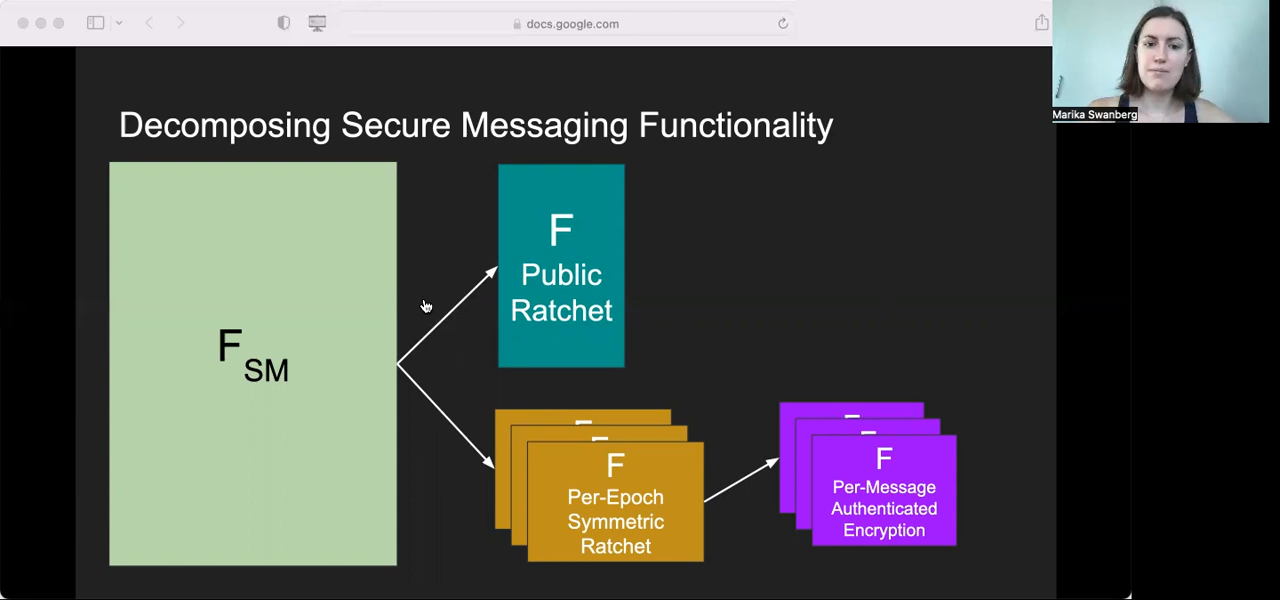 docs.google.com
Marika Swanberg
Decomposing Secure Messaging Functionality
F
SM
F
Public
Ratchet
F
Per-Epoch
Symmetric
Ratchet
F
Per-Message
Authenticated
Encryption